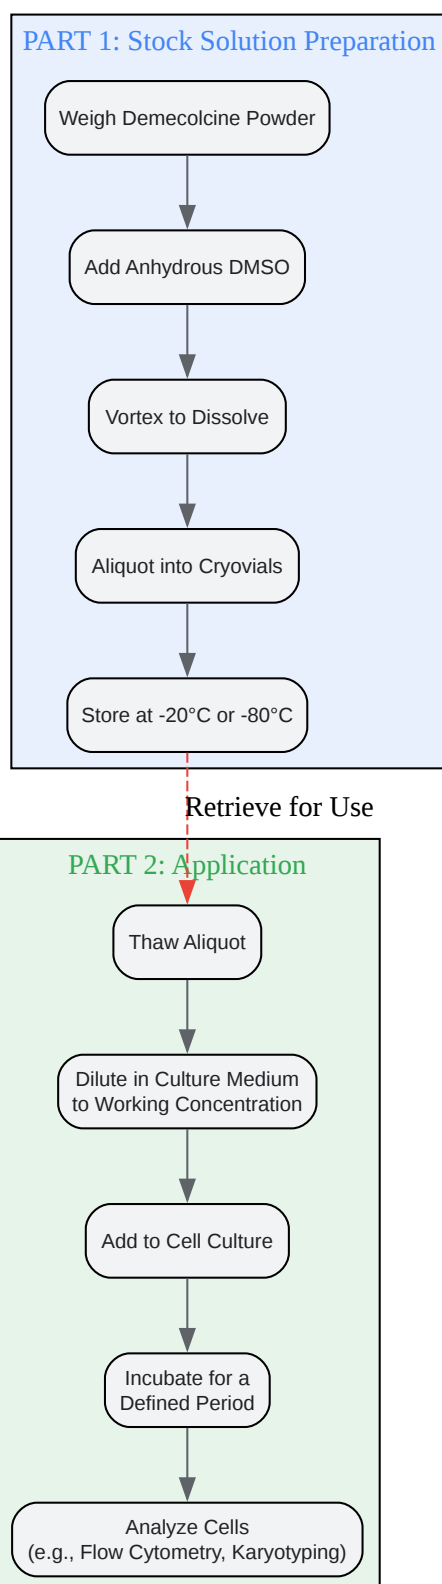 PART 1: Stock Solution Preparation
Weigh Demecolcine Powder
Add Anhydrous DMSO
Vortex to Dissolve
Aliquot into Cryovials
Store at -20°C or -80°C
Retrieve for Use
PART 2: Application
Thaw Aliquot
Dilute in Culture Medium
to Working Concentration
Add to Cell Culture
Incubate for a
Defined Period
Analyze Cells
(e.g., Flow Cytometry, Karyotyping)